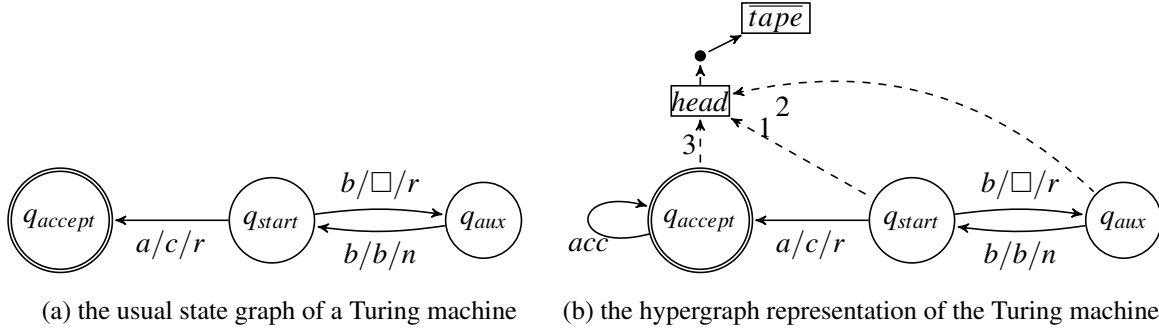 tape
head
2
1
3
b/□/r
b/□/r
q_accept
q_start
q_aux
acc
q_accept
q_start
q_aux
a/c/r
b/b/n
a/c/r
b/b/n
(a) the usual state graph of a Turing machine
(b) the hypergraph representation of the Turing machine